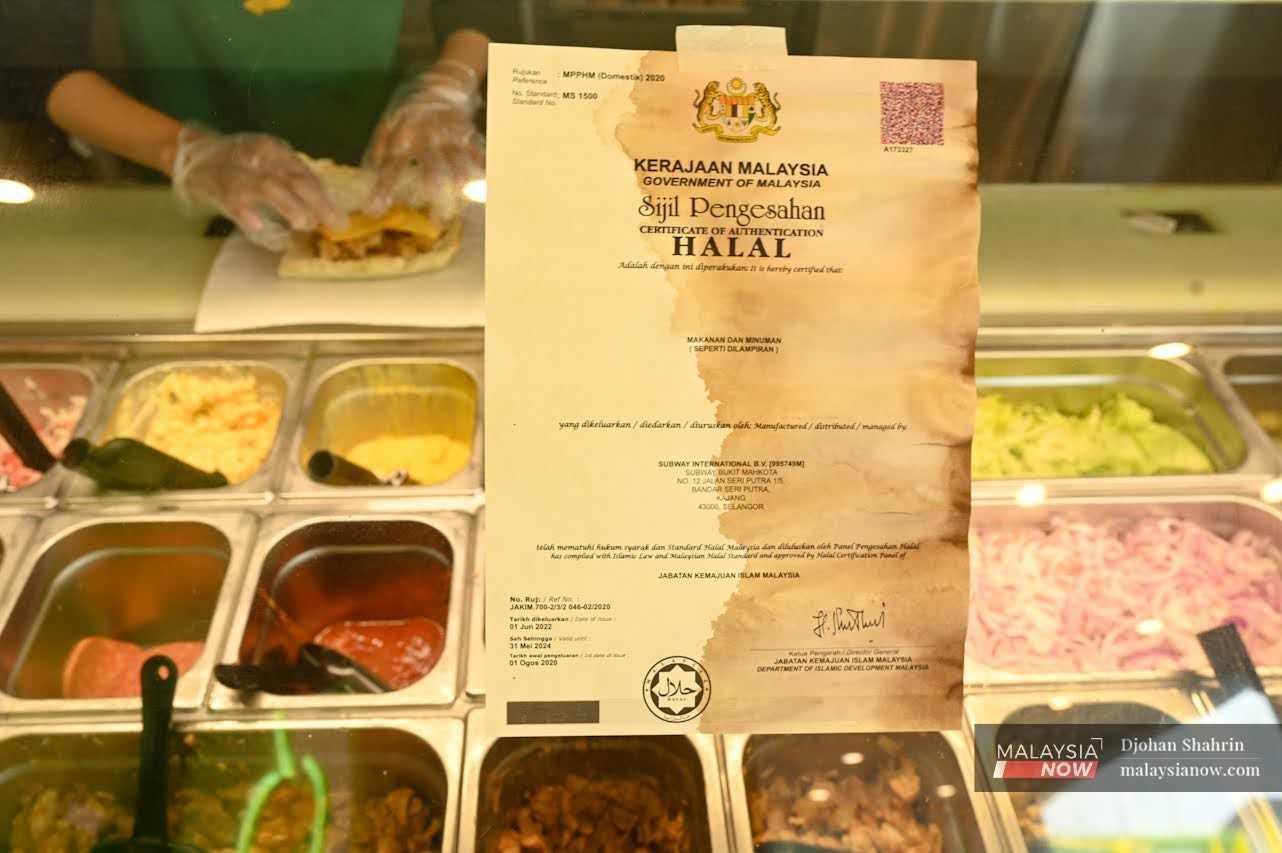 Rujukan : MPPHM (Domestik) 2020
Reference
No. Standard: MS 1500
Standard No.
A173327
KERAJAAN MALAYSIA
GOVERNMENT OF MALAYSIA
Sijil Pengesahan
CERTIFICATE OF AUTHENTICATION
HALAL
Adalah dengan ini diperakukan: It is hereby certified that:
MAKANAN DAN MINUMAN
( SEPERTI DILAMPIRAN )
yang dikeluarkan / diedarkan / diuruskan oleh: Manufactured / distributed / managed by
SUBWAY INTERNATIONAL B.V. [995749M]
SUBWAY BUKIT MAHKOTA
NO. 12 JALAN SERI PUTRA 1/5,
BANDAR SERI PUTRA,
KAJANG
43000, SELANGOR
telah mematuhi hukum syarak dan Standard Halal Malaysia dan diluluskan oleh Panel Pengesahan Halal
has complied with Islamic Law and Malaysian Halal Standard and approved by Halal Certification Panel of
JABATAN KEMAJUAN ISLAM MALAYSIA
No. Ruj: / Ref No. :
JAKIM.700-2/3/2 046-02/2020
Tarikh dikeluarkan / Date of issue :
01 Jun 2022
Sah Sehingga / Valid until :
31 Mei 2024
Tarikh awal pengeluaran / 1st date of issue :
01 Ogos 2020
Ketua Pengarah / Director General
JABATAN KEMAJUAN ISLAM MALAYSIA
DEPARTMENT OF ISLAMIC DEVELOPMENT MALAYSIA
حلال
HALAL
MALAYSIA
NOW
Djohan Shahrin
malaysianow.com